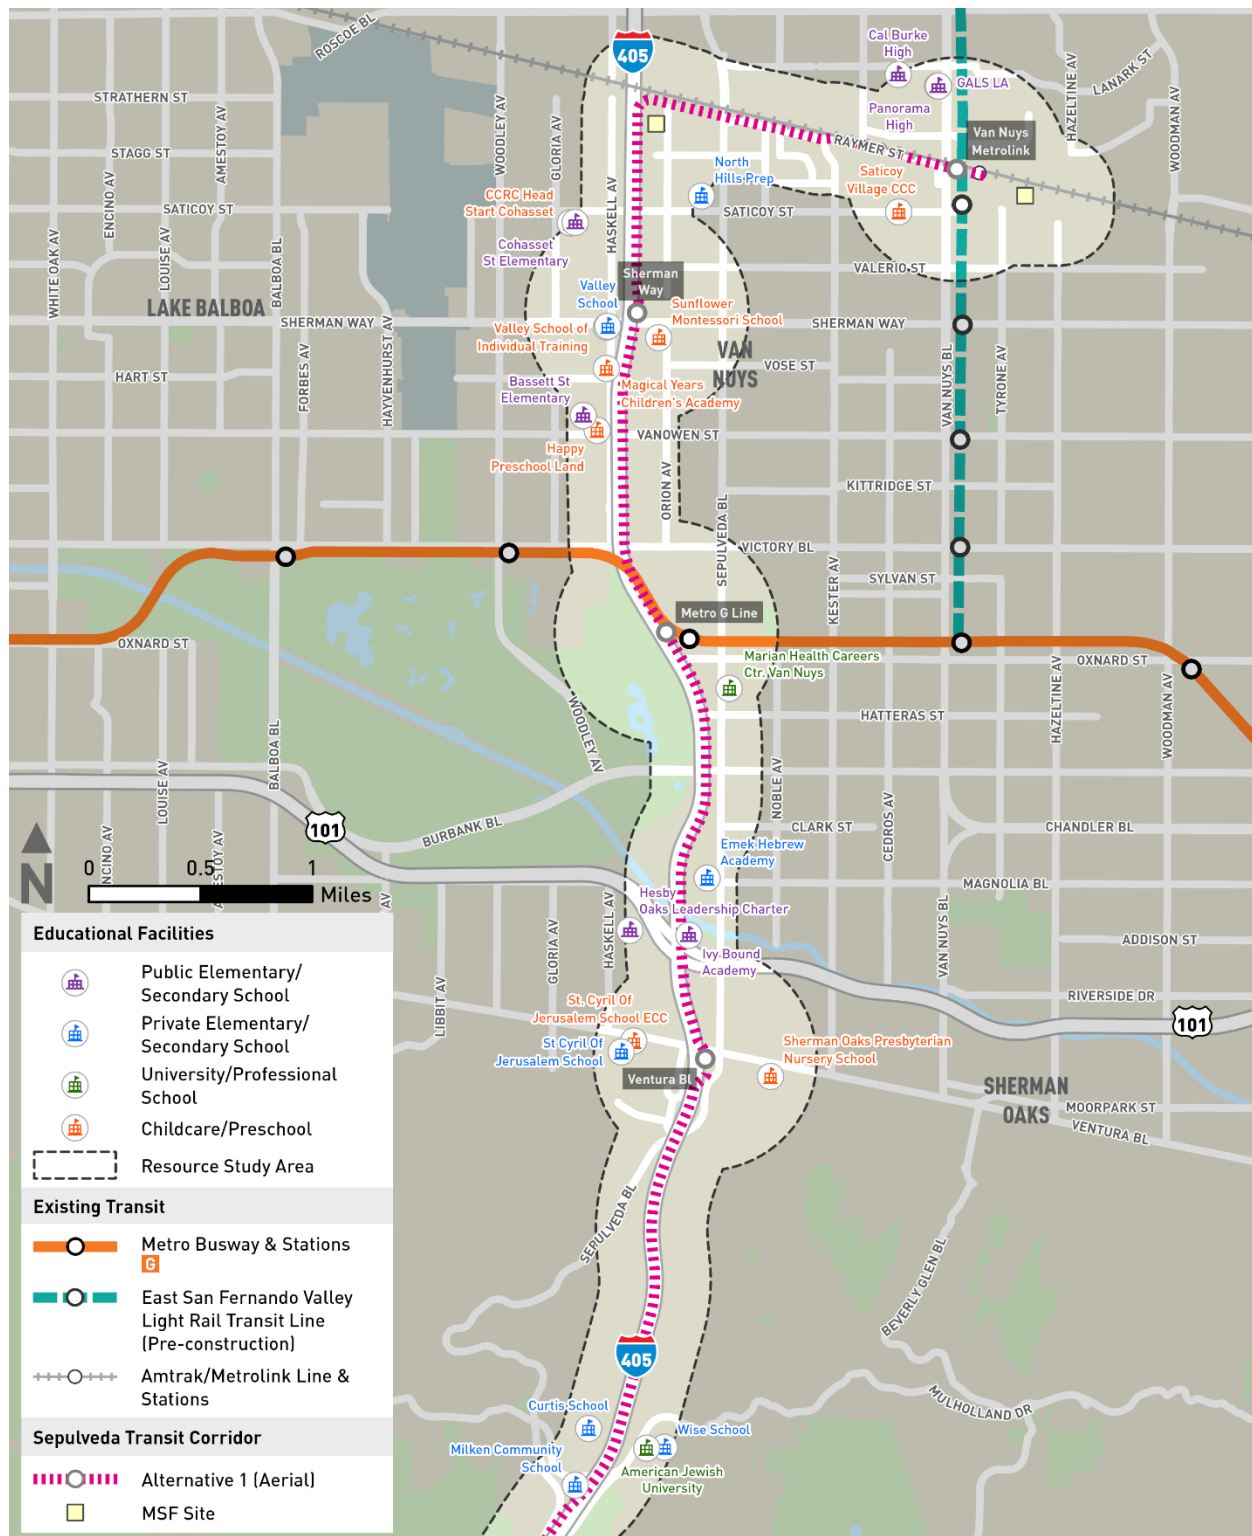 ROSCOE BL
405
Cal Burke
High
GALS LA
Panorama
High
HAZELTINE AV
LANARK ST
WOODMAN AV
STRATHERN ST
AMESTOY AV
WOODLEY AV
GLORIA AV
STAGG ST
RAYMER ST
Van Nuys
Metrolink
North
Hills Prep
Saticoy
Village CCC
ENCINO AV
CCRC Head
Start Cohasset
HASKELL AV
SATICOY ST
SATICOY ST
WHITE OAK AV
LOUISE AV
BALBOA BL
Cohasset
St Elementary
VALERIO ST
Sherman
Way
Valley
School
LAKE BALBOA
Sunflower
Montessori School
SHERMAN WAY
SHERMAN WAY
Valley School of
Individual Training
VAN
NUYS
VOSE ST
HART ST
FORBES AV
HAYVENHURST AV
Bassett St
Elementary
Magical Years
Children's Academy
VAN NUYS BL
TYRONE AV
VANOWEN ST
Happy
Preschool Land
ORION AV
KITTRIDGE ST
SEPULVEDA BL
VICTORY BL
KESTER AV
SYLVAN ST
Metro G Line
OXNARD ST
Marian Health Careers
Ctr. Van Nuys
OXNARD ST
HAZELTINE AV
WOODMAN AV
WOODLEY AV
HATTERAS ST
BALBOA BL
LOUISE AV
NOBLE AV
101
BURBANK BL
CLARK ST
CEDROS AV
CHANDLER BL
Emek Hebrew
Academy
N
0
0.5
1
Miles
NCINO AV
ESTOY AV
AV
MAGNOLIA BL
Hesby
Oaks Leadership Charter
HASKELL AV
GLORIA AV
VAN NUYS BL
ADDISON ST
Ivy Bound
Academy
LIBBIT AV
RIVERSIDE DR
101
St. Cyril Of
Jerusalem School ECC
St Cyril Of
Jerusalem School
Sherman Oaks Presbyterian
Nursery School
Ventura Bl
SHERMAN
OAKS
MOORPARK ST
VENTURA BL
SEPULVEDA BL
BEVERLY GLEN BL
405
MULHOLLAND DR
Curtis School
Wise School
Milken Community
School
American Jewish
University
Educational Facilities
Public Elementary/
Secondary School
Private Elementary/
Secondary School
University/Professional
School
Childcare/Preschool
Resource Study Area
Existing Transit
Metro Busway & Stations
G
East San Fernando Valley
Light Rail Transit Line
(Pre-construction)
Amtrak/Metrolink Line &
Stations
Sepulveda Transit Corridor
Alternative 1 (Aerial)
MSF Site